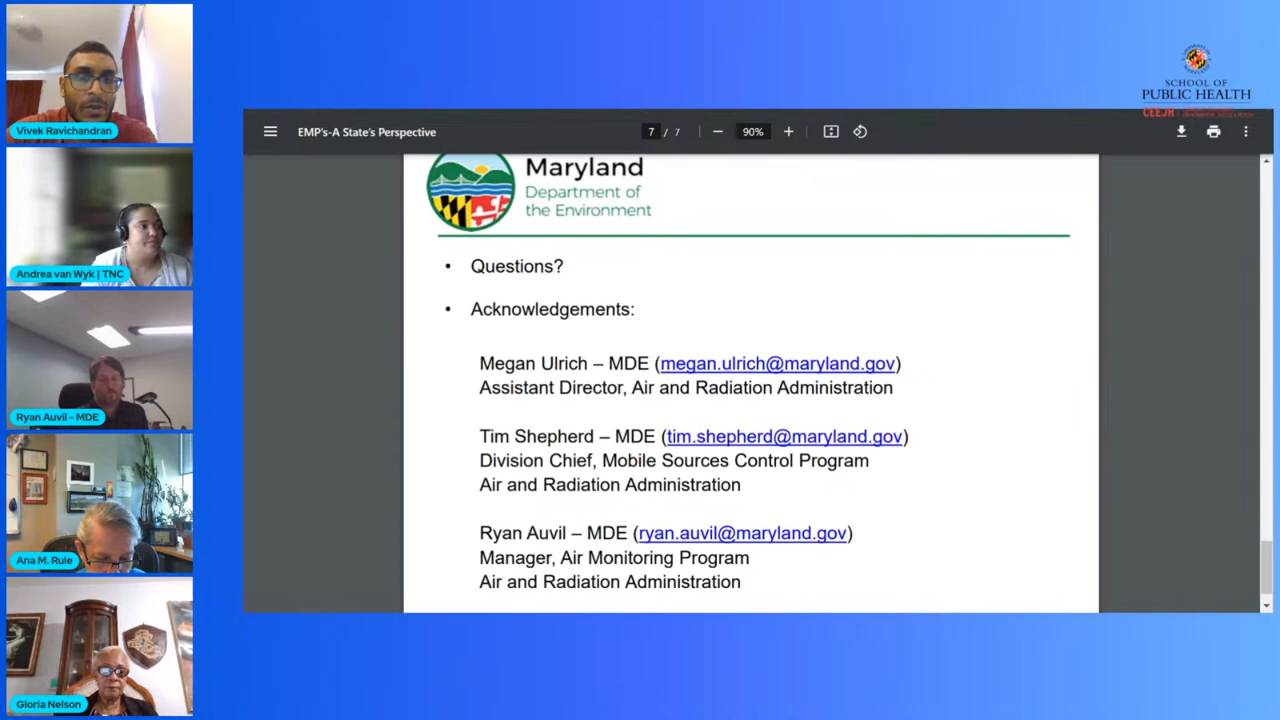 Vivek Ravichandran
Andrea van Wyk | TNC
Ryan Auvil - MDE
Ana M. Rule
Gloria Nelson
SCHOOL OF
PUBLIC HEALTH
CEEJH
EMP's-A State's Perspective
7 / 7
90%
Maryland
Department of
the Environment
• Questions?
• Acknowledgements:
Megan Ulrich – MDE (megan.ulrich@maryland.gov)
Assistant Director, Air and Radiation Administration
Tim Shepherd – MDE (tim.shepherd@maryland.gov)
Division Chief, Mobile Sources Control Program
Air and Radiation Administration
Ryan Auvil – MDE (ryan.auvil@maryland.gov)
Manager, Air Monitoring Program
Air and Radiation Administration